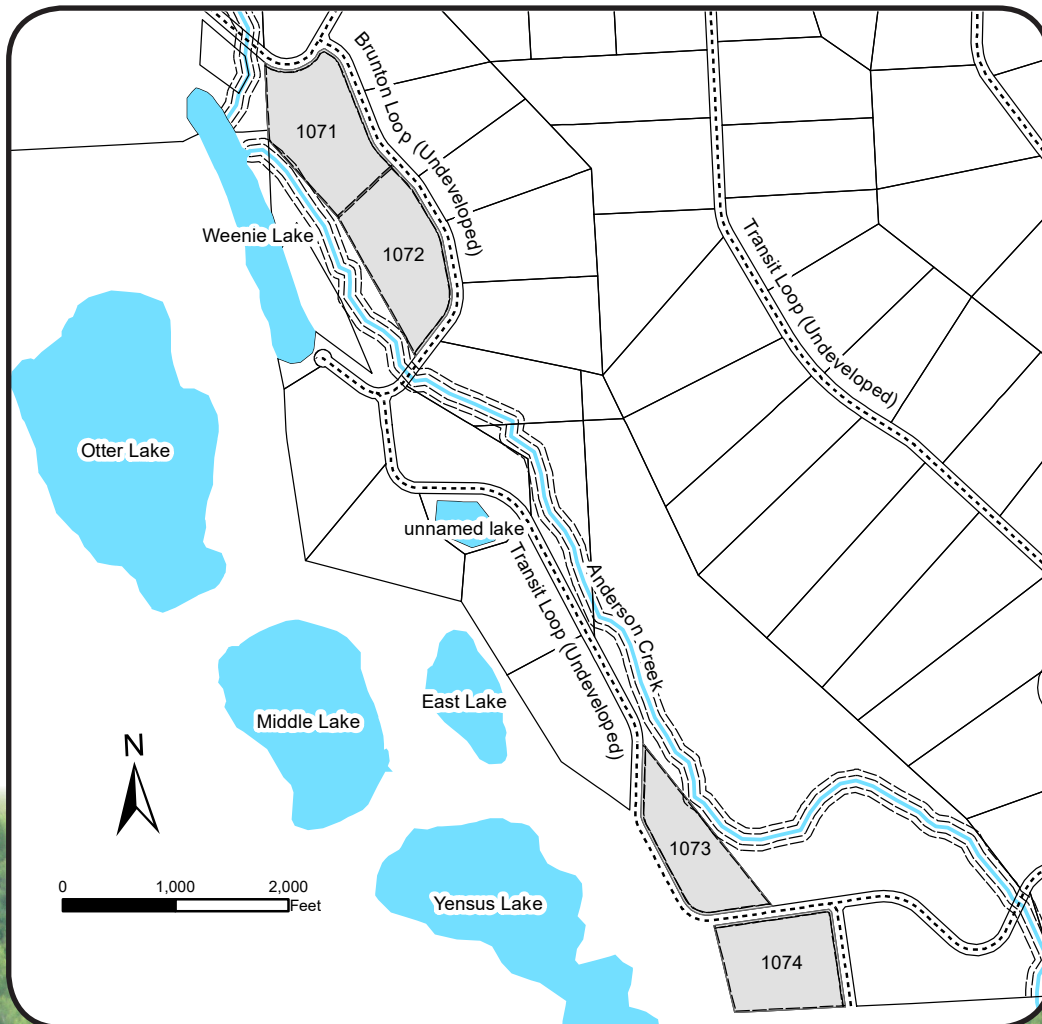 Brunton Loop (Undeveloped)
1071
Weenie Lake
1072
Transit Loop (Undeveloped)
Otter Lake
unnamed lake
Transit Loop (Undeveloped)
Anderson Creek
East Lake
Middle Lake
N
1073
0 1,000 2,000
Feet
Yensus Lake
1074